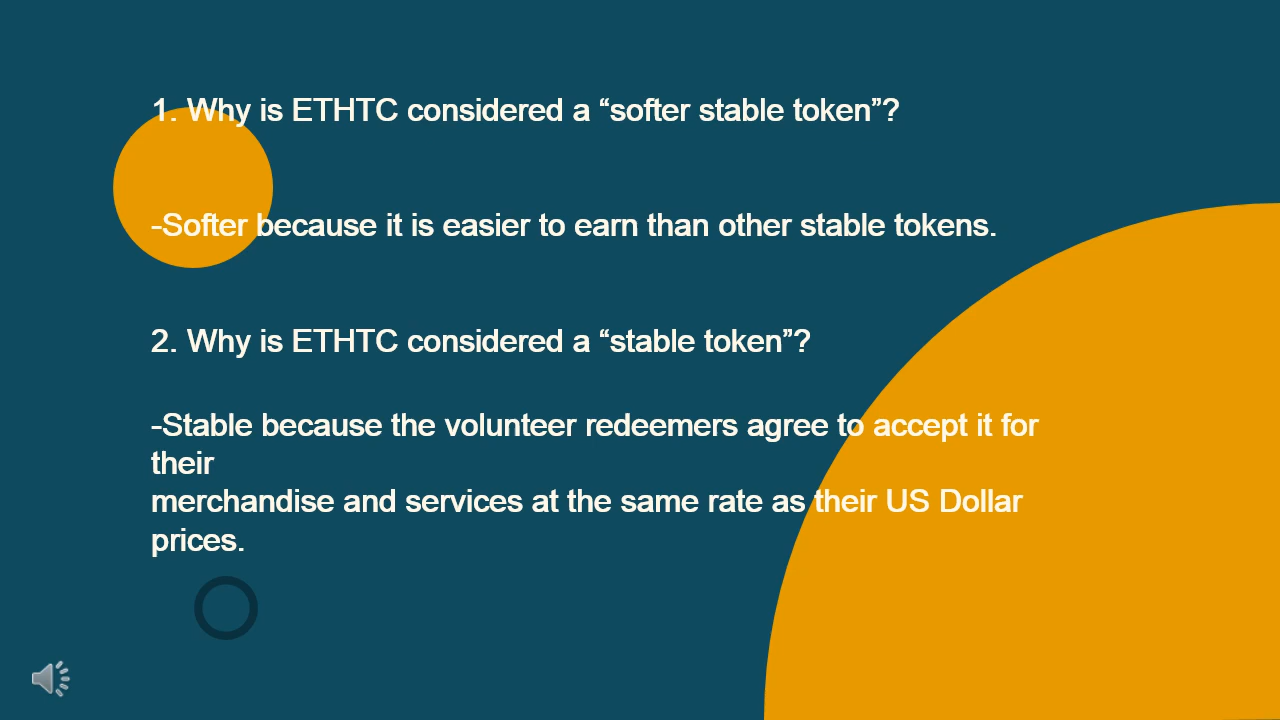 1. Why is ETHTC considered a “softer stable token”?
-Softer because it is easier to earn than other stable tokens.
2. Why is ETHTC considered a “stable token”?
-Stable because the volunteer redeemers agree to accept it for
their
merchandise and services at the same rate as their US Dollar
prices.